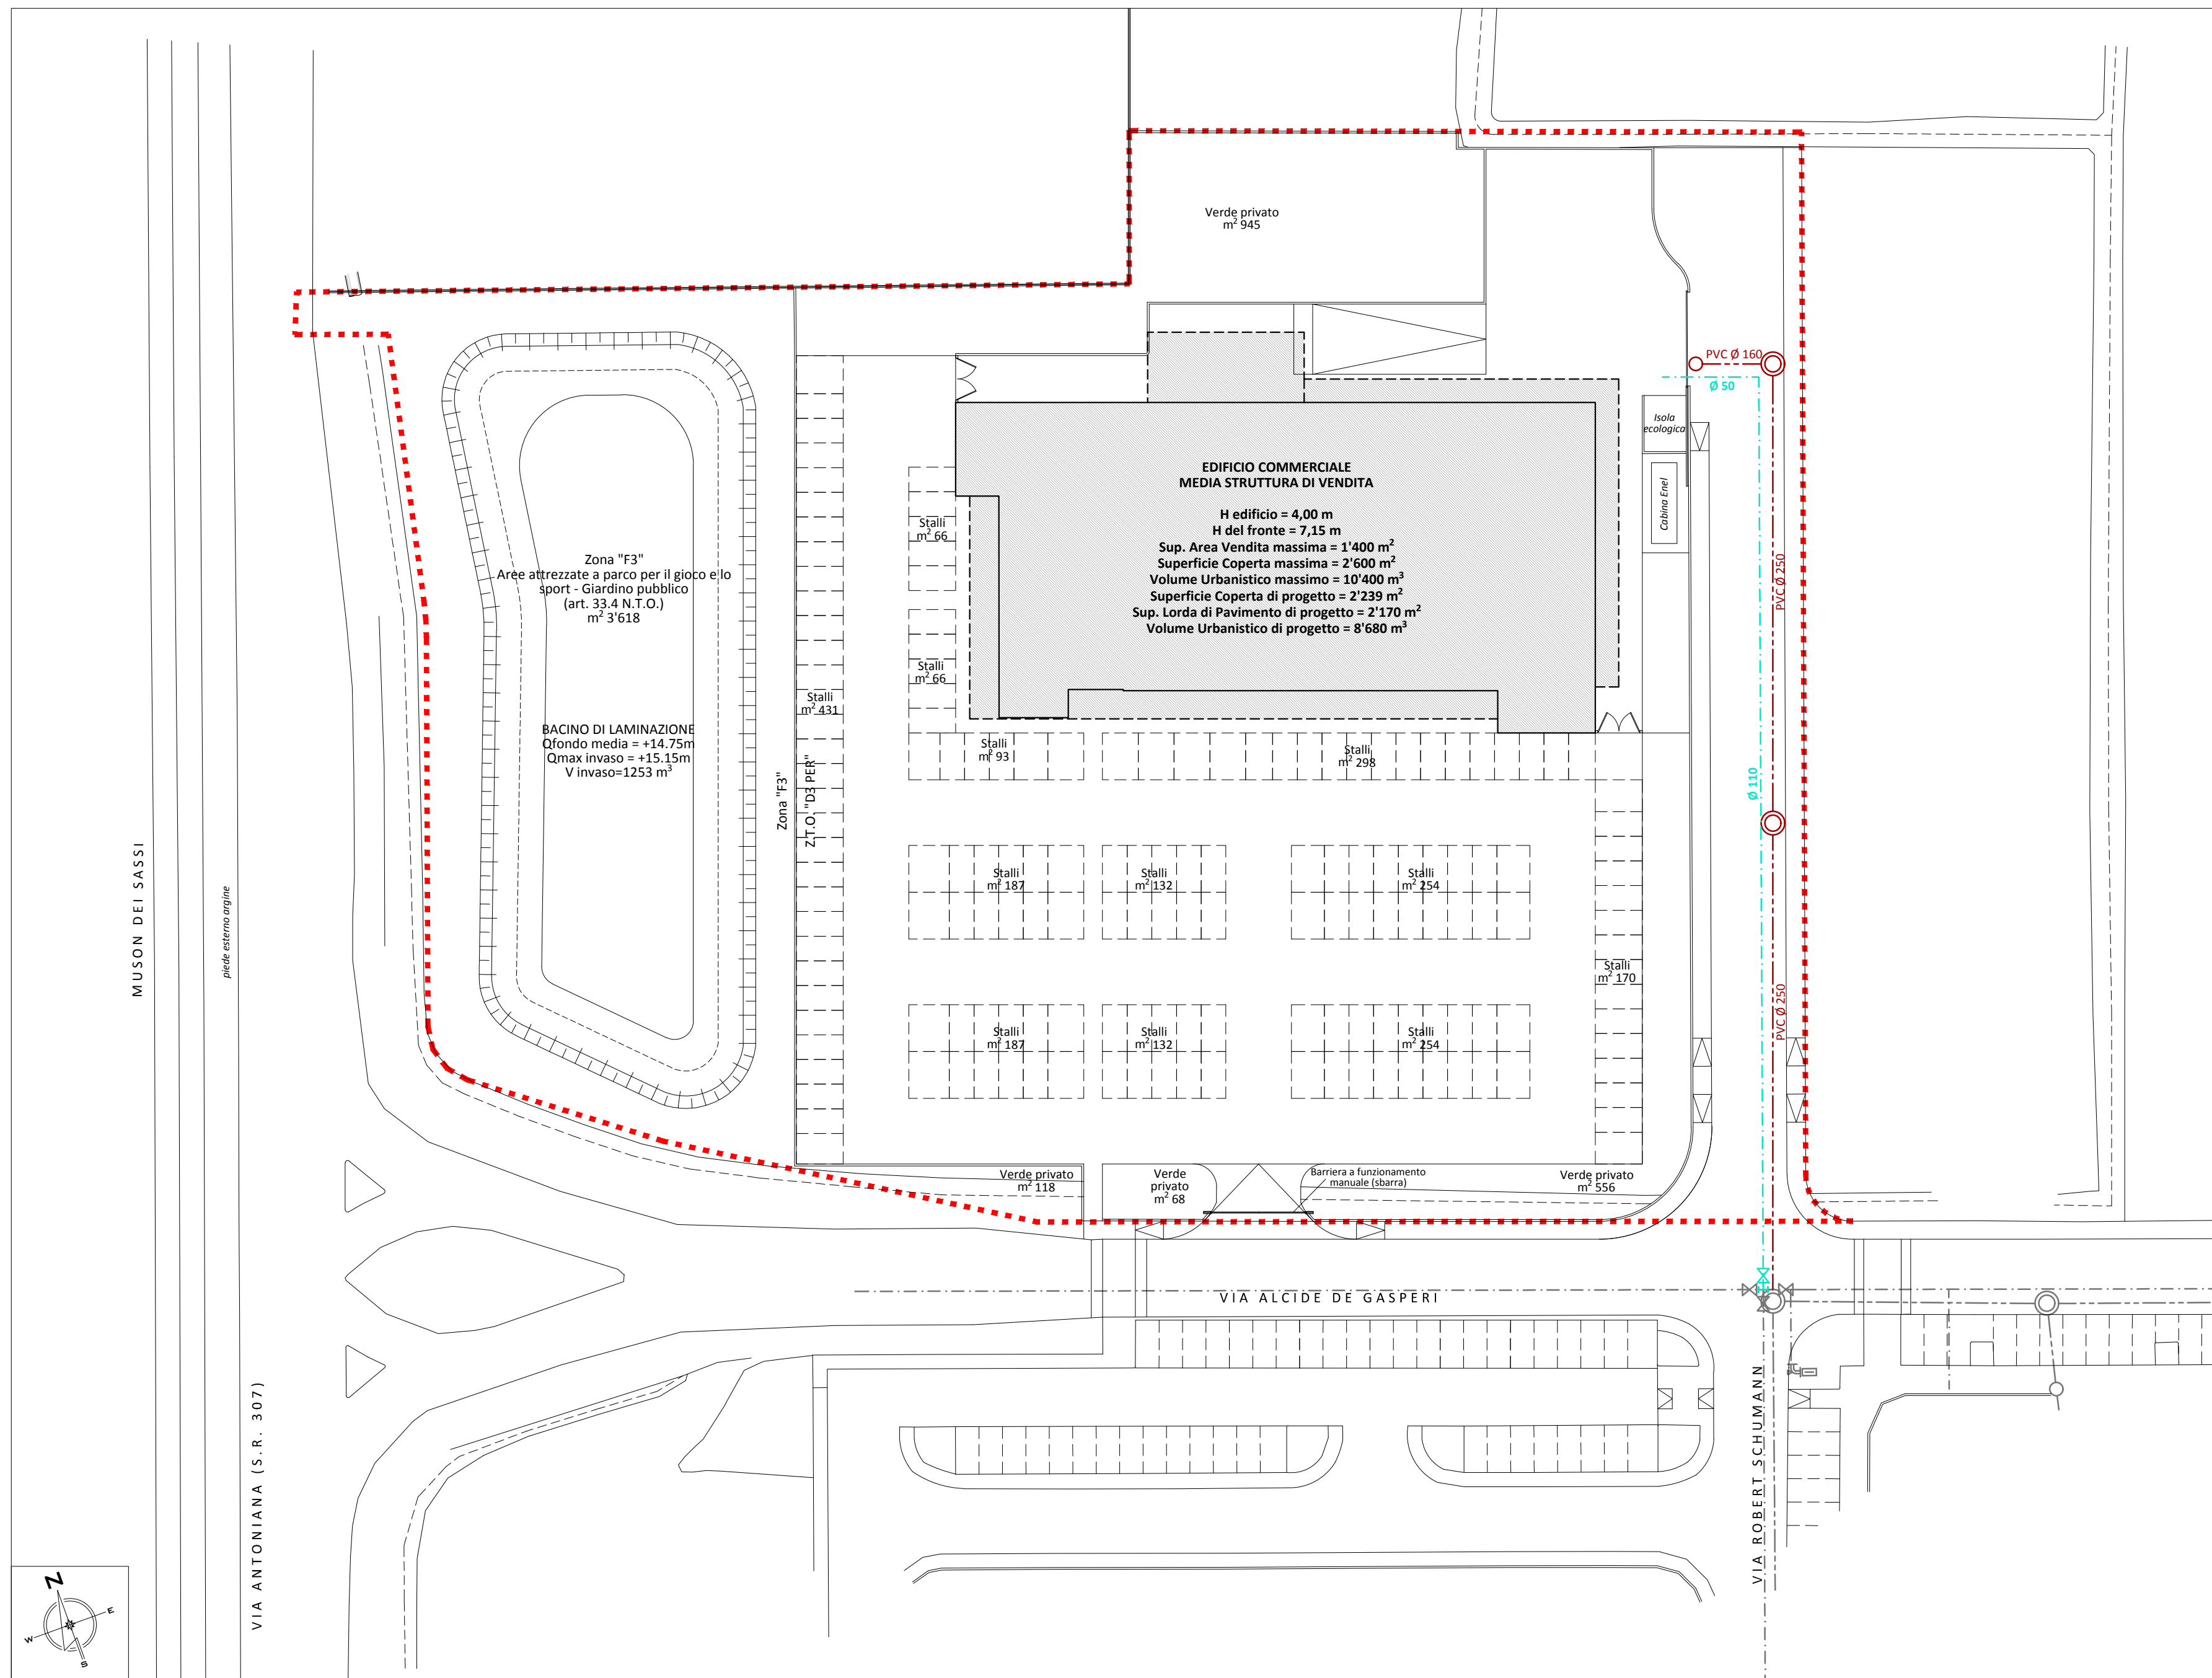 Verde privato
m² 945
PVC Ø 160
Ø 50
Isola
ecologica
Cabina Enel
EDIFICIO COMMERCIALE
MEDIA STRUTTURA DI VENDITA
H edificio = 4,00 m
H del fronte = 7,15 m
Sup. Area Vendita massima = 1'400 m²
Superficie Coperta massima = 2'600 m²
Volume Urbanistico massimo = 10'400 m³
Superficie Coperta di progetto = 2'239 m²
Sup. Lorda di Pavimento di progetto = 2'170 m²
Volume Urbanistico di progetto = 8'680 m³
Stalli
m² 66
Zona "F3"
Aree attrezzate a parco per il gioco e lo
sport - Giardino pubblico
(art. 33.4 N.T.O.)
m² 3'618
PVC Ø 250
Stalli
m² 66
Stalli
m² 431
BACINO DI LAMINAZIONE
Qfondo media = +14.75m
Qmax invaso = +15.15m
V invaso=1253 m³
Stalli
m² 93
Stalli
m² 298
Zona "F3"
Z.T.O. "D3 PER"
Ø 110
MUSON DEI SASSI
piede esterno argine
Stalli
m² 187
Stalli
m² 132
Stalli
m² 254
Stalli
m² 170
PVC Ø 250
Stalli
m² 187
Stalli
m² 132
Stalli
m² 254
Verde privato
m² 118
Verde
privato
m² 68
Barriera a funzionamento
manuale (sbarra)
Verde privato
m² 556
VIA ALCIDE DE GASPERI
VIA ANTONIANA (S.R. 307)
VIA ROBERT SCHUMANN
N
E
W
S